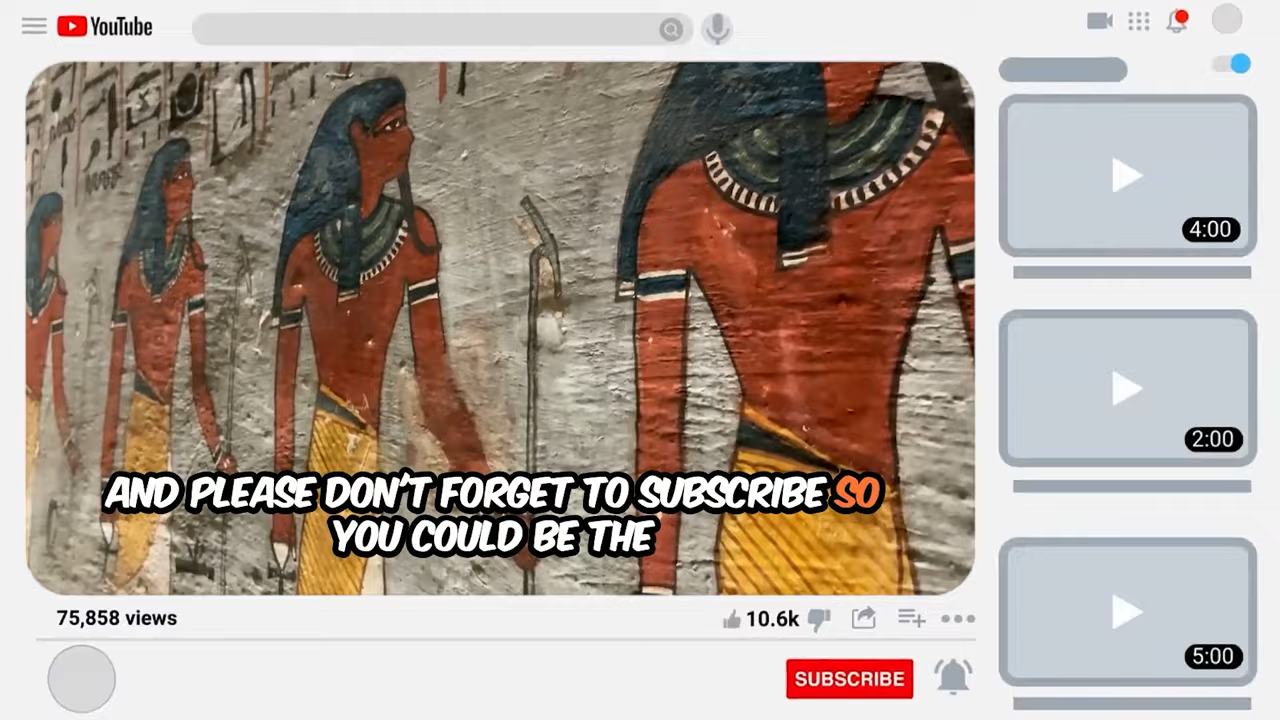 YouTube
4:00
2:00
AND PLEASE DON'T FORGET TO SUBSCRIBE SO
YOU COULD BE THE
75,858 views
10.6k
SUBSCRIBE
5:00